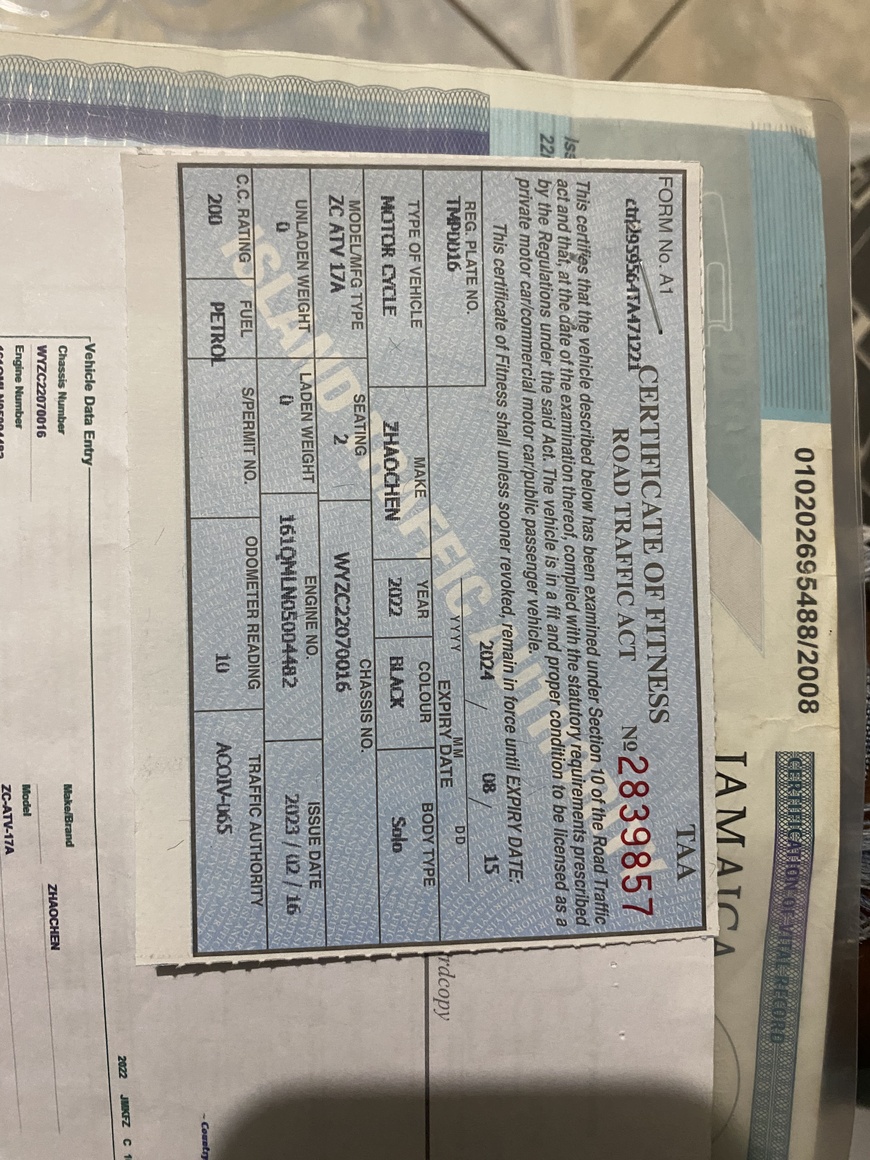 010202695488/2008
CERTIFICATION OF VITAL RECORD
JAMAICA
22
FORM No. A1
TAA
ctrl2959564TA471221
CERTIFICATE OF FITNESS
ROAD TRAFFIC ACT
Nº 2839857
This certifies that the vehicle described below has been examined under Section 10 of the Road Traffic
act and that, at the date of the examination thereof, complied with the statutory requirements prescribed
by the Regulations under the said Act. The vehicle is in a fit and proper condition to be licensed as a
private motor car/commercial motor car/public passenger vehicle.
This certificate of Fitness shall unless sooner revoked, remain in force until EXPIRY DATE:
REG. PLATE NO.
TMPD016
2024 / 08 / 15
YYYY MM DD
EXPIRY DATE
TYPE OF VEHICLE MAKE YEAR COLOUR BODY TYPE
MOTOR CYCLE ZHAOCHEN 2022 BLACK Solo
MODEL/MFG TYPE SEATING CHASSIS NO.
ZC ATV 17A 2 WYZC22070016
UNLADEN WEIGHT LADEN WEIGHT ENGINE NO. ISSUE DATE
0 0 161QMLN05004482 2023 / 02 / 16
C.C. RATING FUEL S/PERMIT NO. ODOMETER READING TRAFFIC AUTHORITY
200 PETROL 10 ACOIV-065
ISLAND TRAFFIC AUTHORITY
rdcopy
Vehicle Data Entry
Chassis Number Make/Brand
WYZC22070016 ZHAOCHEN
Engine Number Model
ZC-ATV-17A
2022 JMKFZ C
~ Country